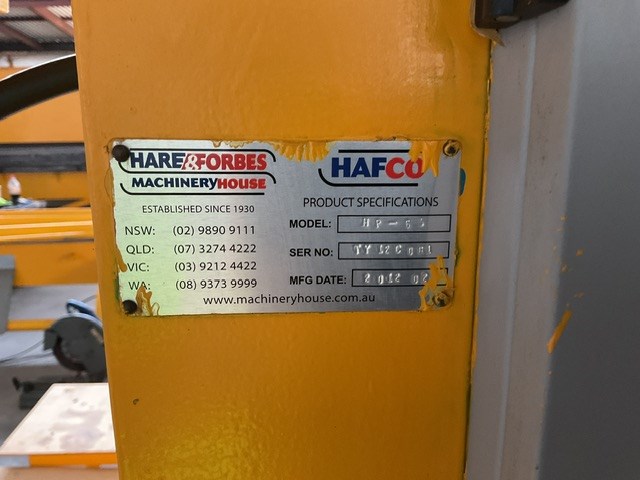 HARE&FORBES
MACHINERYHOUSE
ESTABLISHED SINCE 1930
NSW: (02) 9890 9111
QLD: (07) 3274 4222
VIC: (03) 9212 4422
WA: (08) 9373 9999
www.machineryhouse.com.au
HAFCO
PRODUCT SPECIFICATIONS
MODEL:
SER NO:
MFG DATE: